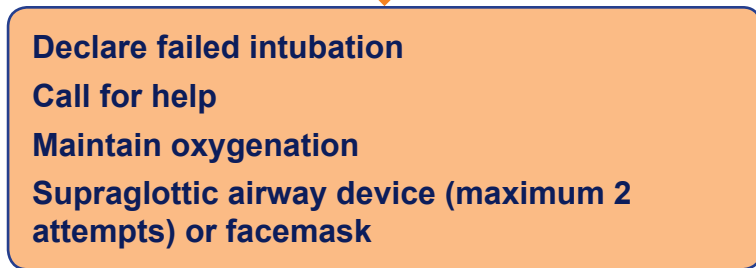 Declare failed intubation
Call for help
Maintain oxygenation
Supraglottic airway device (maximum 2
attempts) or facemask